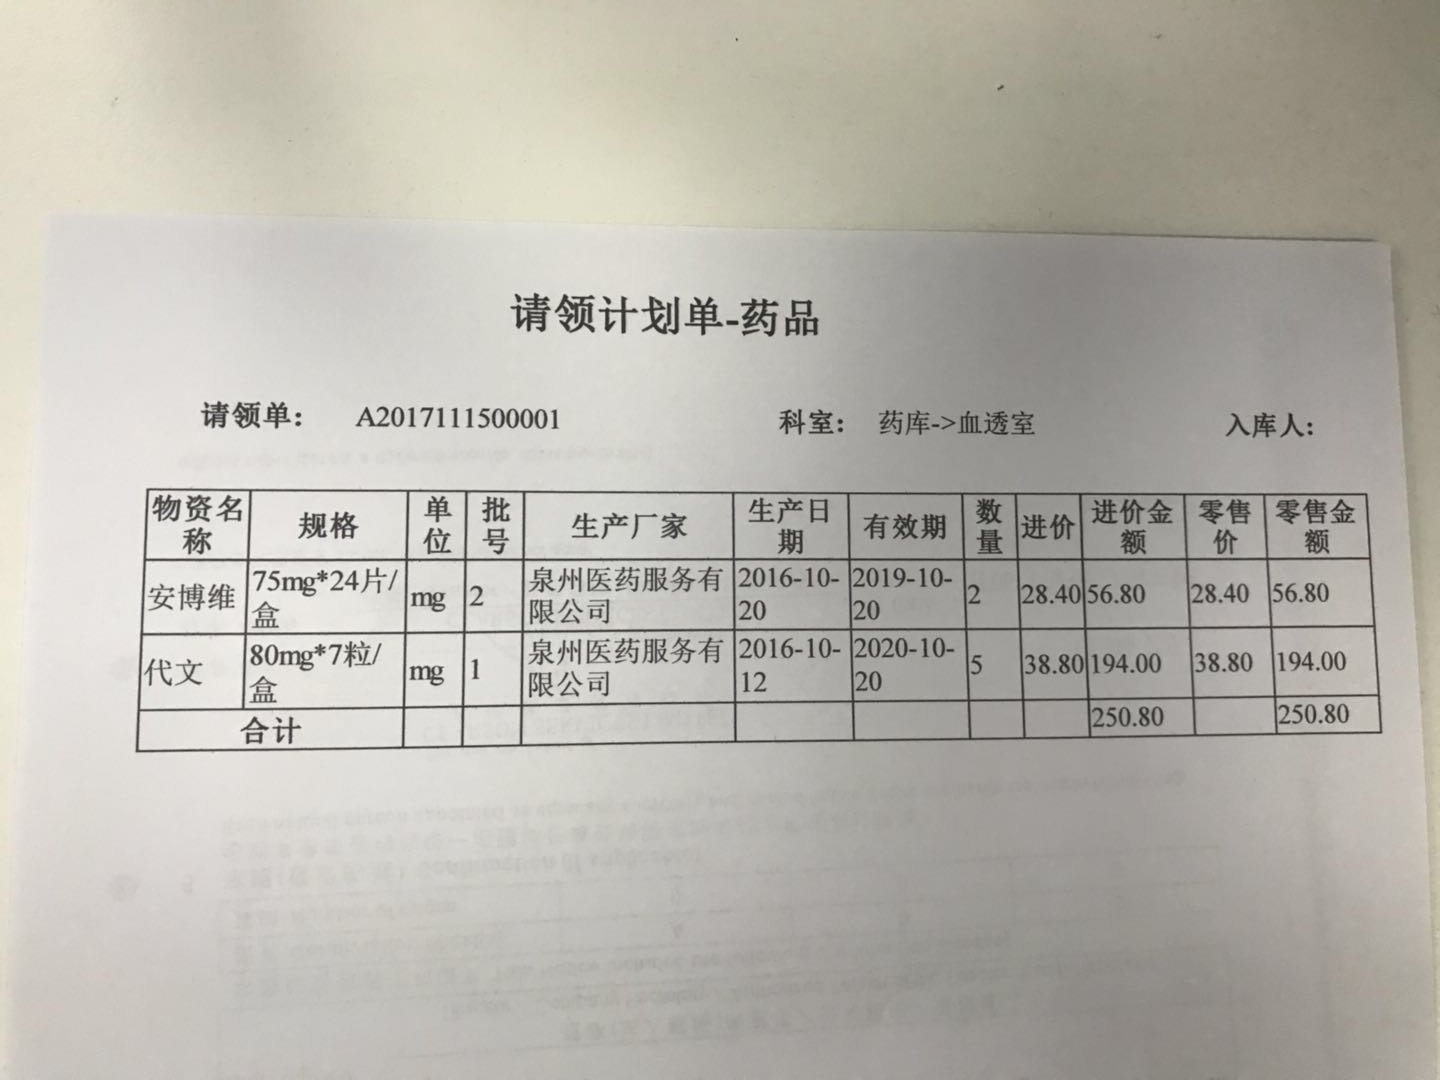 请领计划单-药品
请领单： A2017111500001 科室： 药库->血透室 入库人:
物资名称 规格 单位 批号 生产厂家 生产日期 有效期 数量 进价 进价金额 零售价 零售金额
安博维 75mg*24片/盒 mg 2 泉州医药服务有限公司 2016-10-20 2019-10-20 2 28.40 56.80 28.40 56.80
代文 80mg*7粒/盒 mg 1 泉州医药服务有限公司 2016-10-12 2020-10-20 5 38.80 194.00 38.80 194.00
合计 250.80 250.80